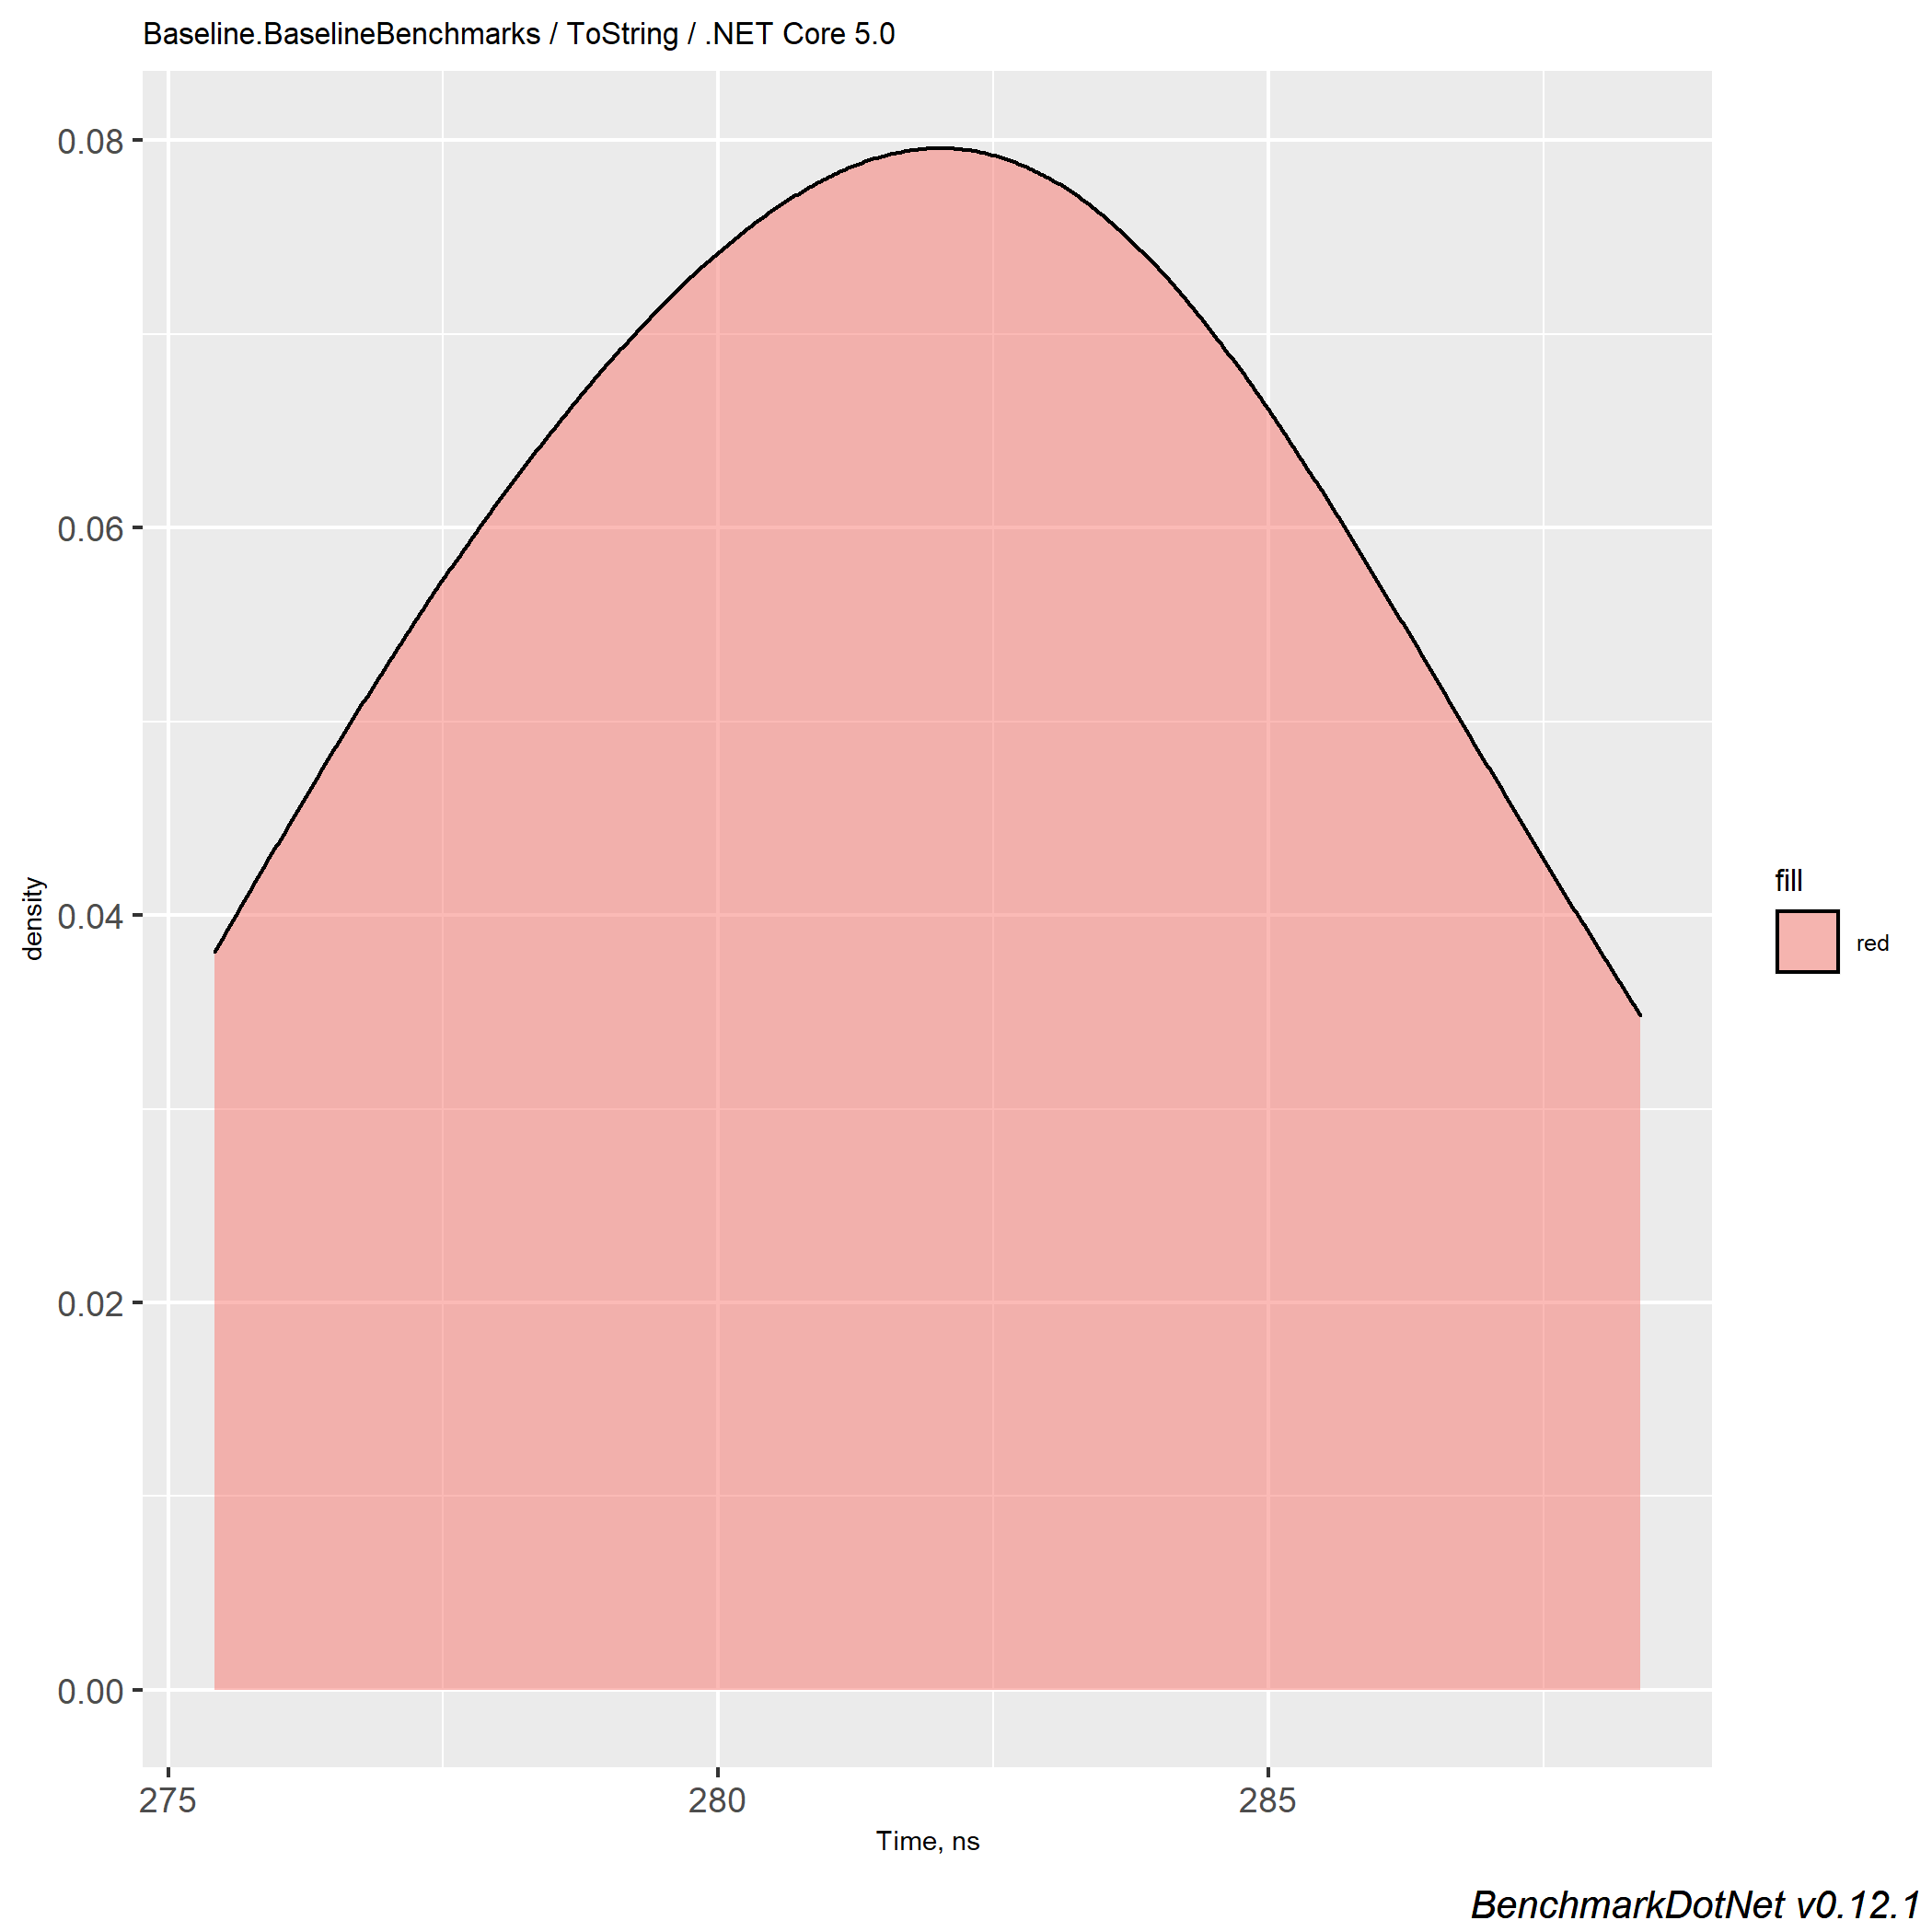 Baseline.BaselineBenchmarks / ToString / .NET Core 5.0
0.08
0.06
0.04
0.02
0.00
density
275
280
285
Time, ns
fill
red
BenchmarkDotNet v0.12.1